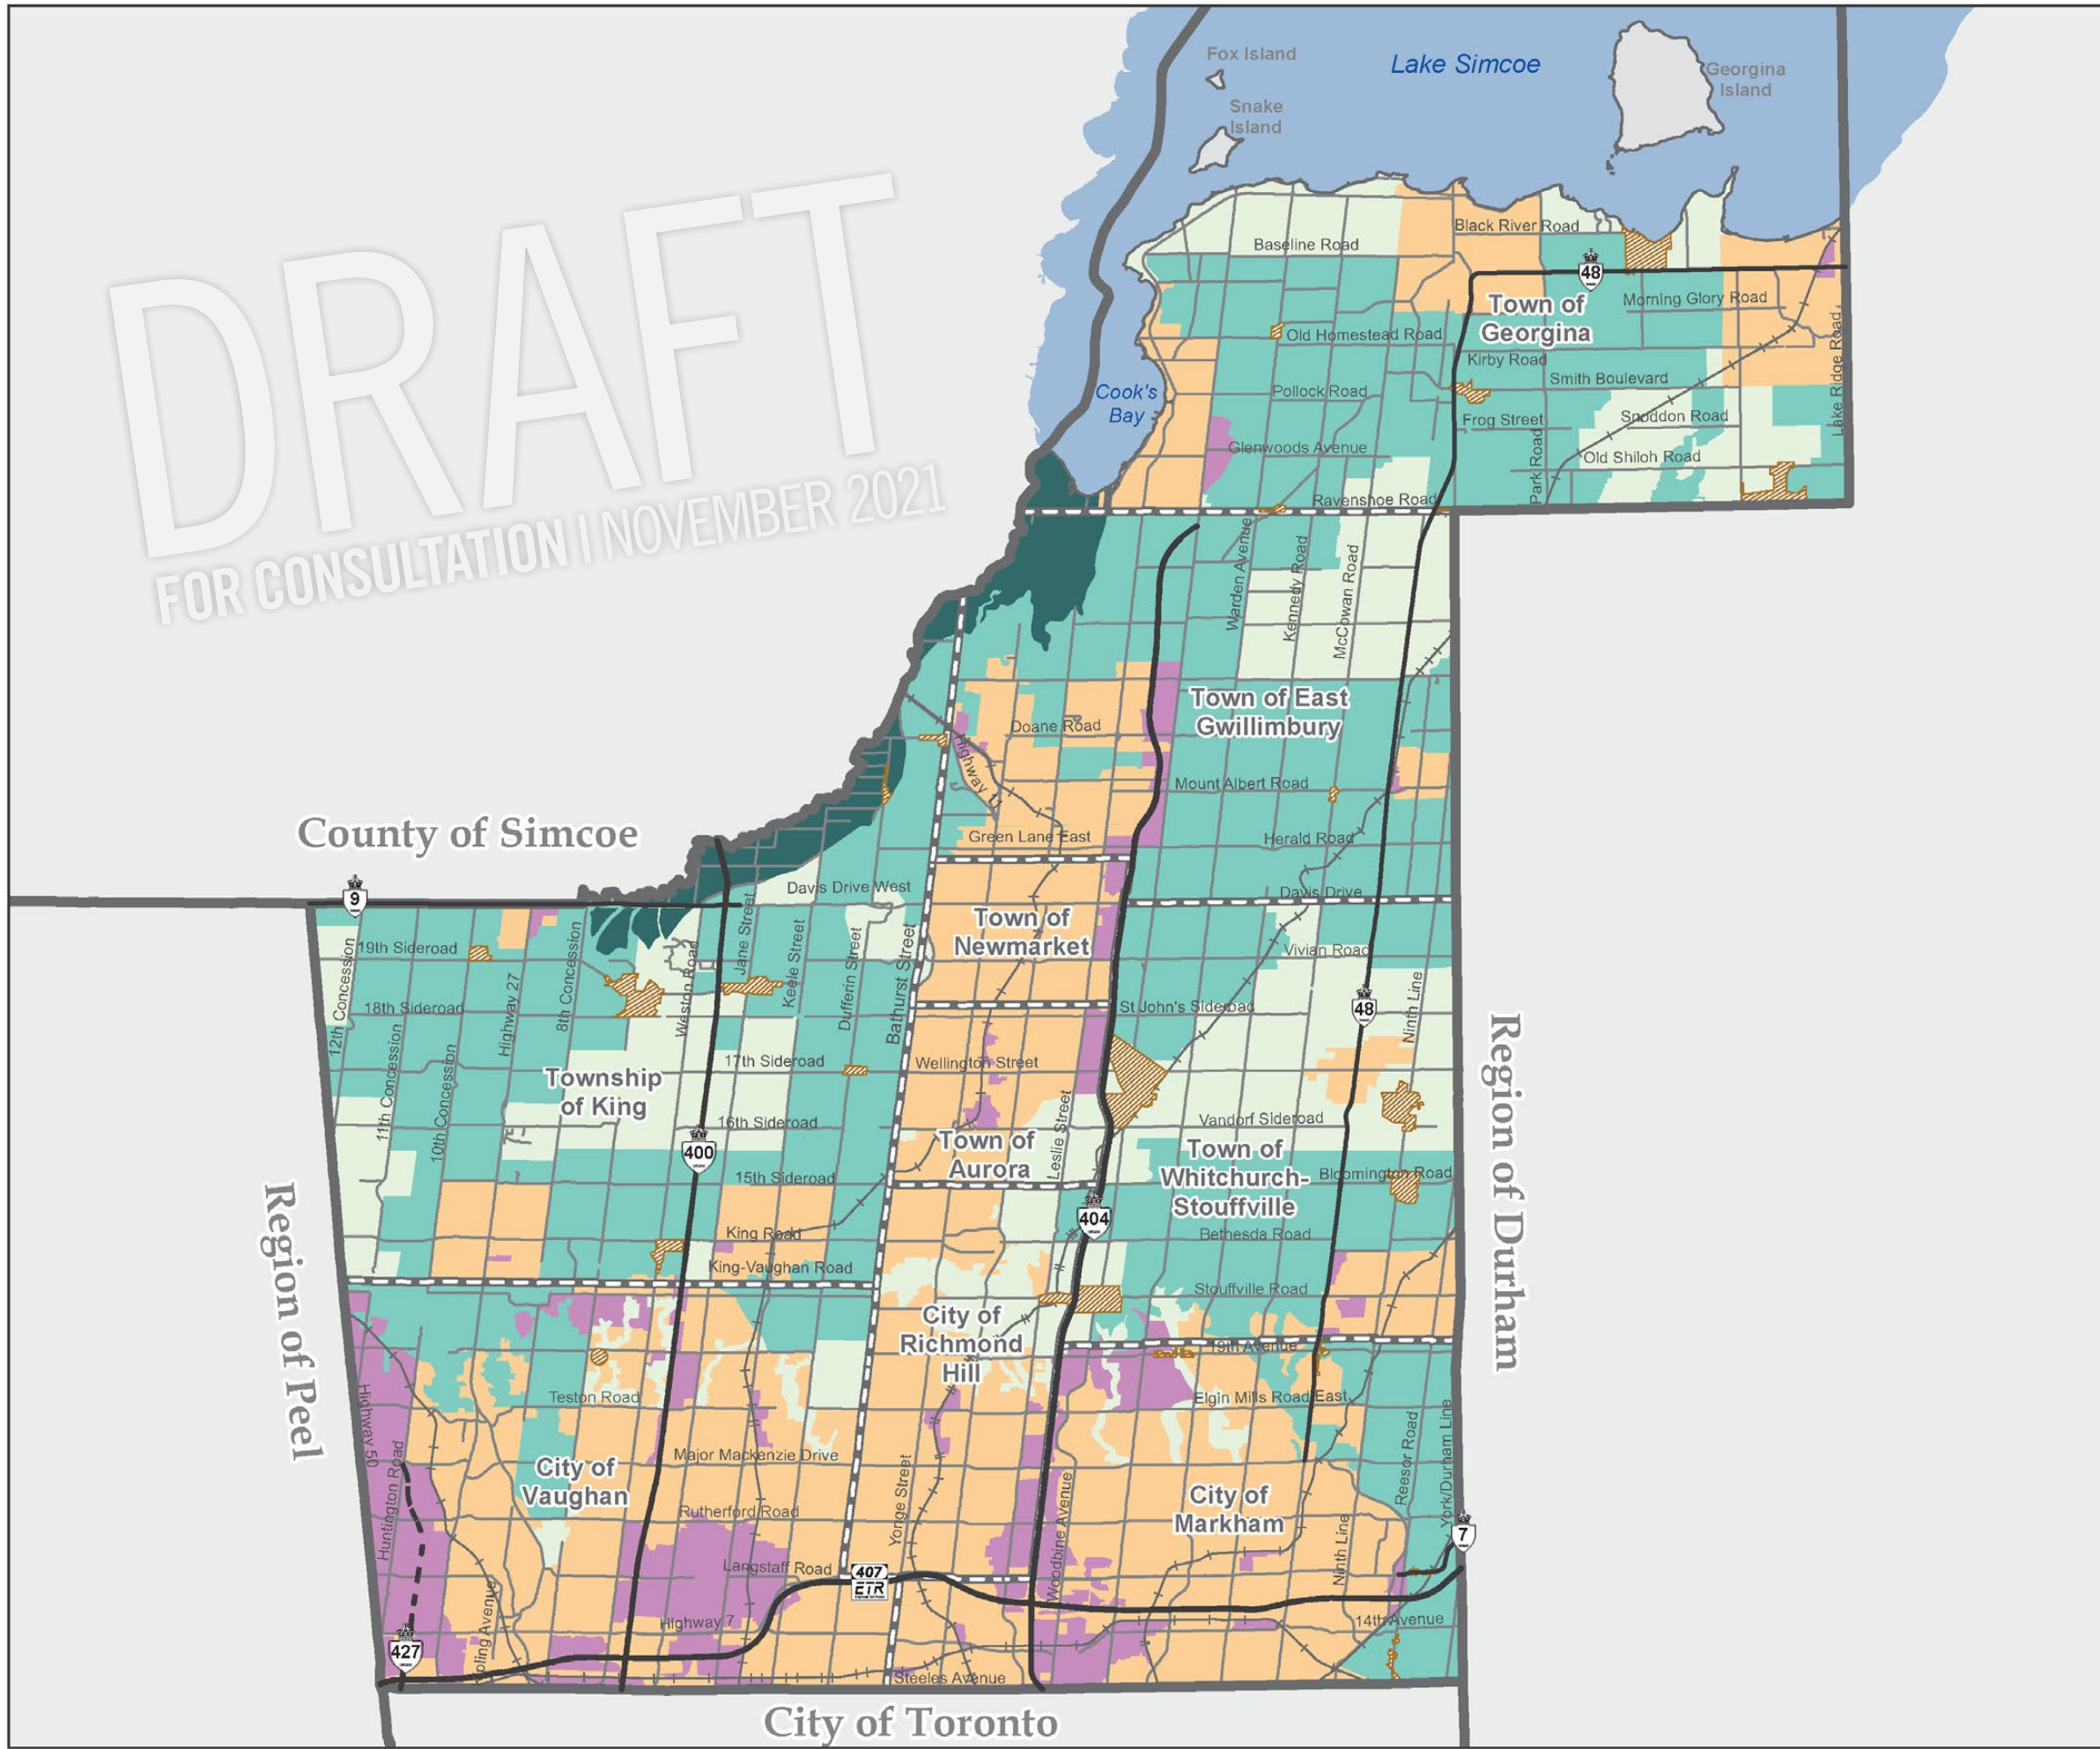 Fox Island
Lake Simcoe
Georgina
Island
Snake
Island
DRAFT
FOR CONSULTATION | NOVEMBER 2021
Black River Road
Baseline Road
48
Morning Glory Road
Town of
Georgina
Old Homestead Road
Kirby Road
Lake Ridge Road
Smith Boulevard
Cook's
Bay
Pollock Road
Frog Street
Snoddon Road
Glenwoods Avenue
Park Road
Old Shiloh Road
Ravenshoe Road
Warden Avenue
Kennedy Road
McCowan Road
Town of East
Gwillimbury
Doane Road
Highway 11
Mount Albert Road
Green Lane East
Herald Road
County of Simcoe
Davis Drive West
Davis Drive
9
Town of
Newmarket
19th Sideroad
Vivian Road
12th Concession
Highway 27
8th Concession
Weston Road
Jane Street
Keele Street
Dufferin Street
Bathurst Street
18th Sideroad
St John's Sideroad
48
Ninth Line
11th Concession
10th Concession
17th Sideroad
Wellington Street
Township
of King
16th Sideroad
Leslie Street
Vandorf Sideroad
Town of
Aurora
Town of
Whitchurch-
Stouffville
400
15th Sideroad
Bloomington Road
Region of Durham
Region of Peel
404
King Road
Bethesda Road
King-Vaughan Road
Stouffville Road
City of
Richmond
Hill
19th Avenue
Teston Road
Elgin Mills Road East
Highway 50
Huntington Road
Major Mackenzie Drive
Reesor Road
York/Durham Line
City of
Vaughan
City of
Markham
Rutherford Road
Yonge Street
Woodbine Avenue
Ninth Line
7
Langstaff Road
407
ETR
Highway 7
14th Avenue
427
Steeles Avenue
City of Toronto